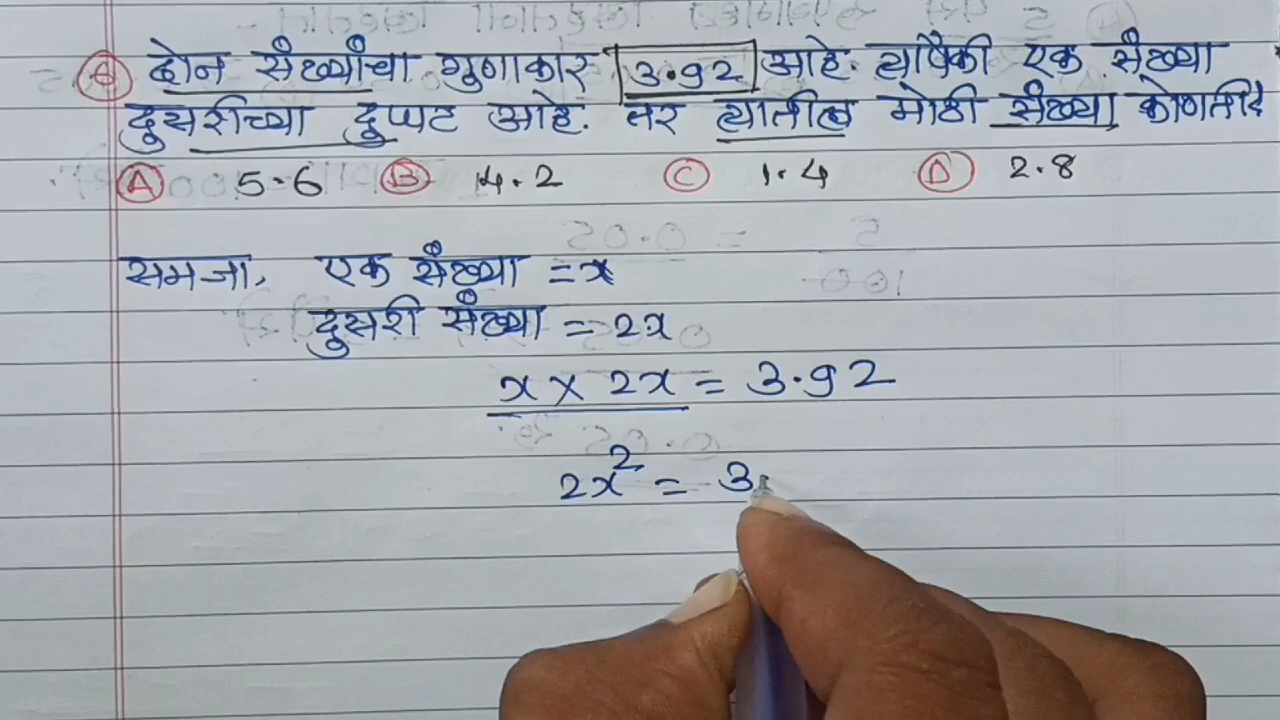 दोन संख्यांचा गुणाकार 3.92 आहे. त्यांपैकी एक संख्या
दुसरीच्या दुप्पट आहे. तर त्यातील मोठी संख्या कोणती?
A 5.6 B 4.2 C 1.4 D 2.8
समजा, एक संख्या = x
दुसरी संख्या = 2x
x × 2x = 3.92
2x² = 3.